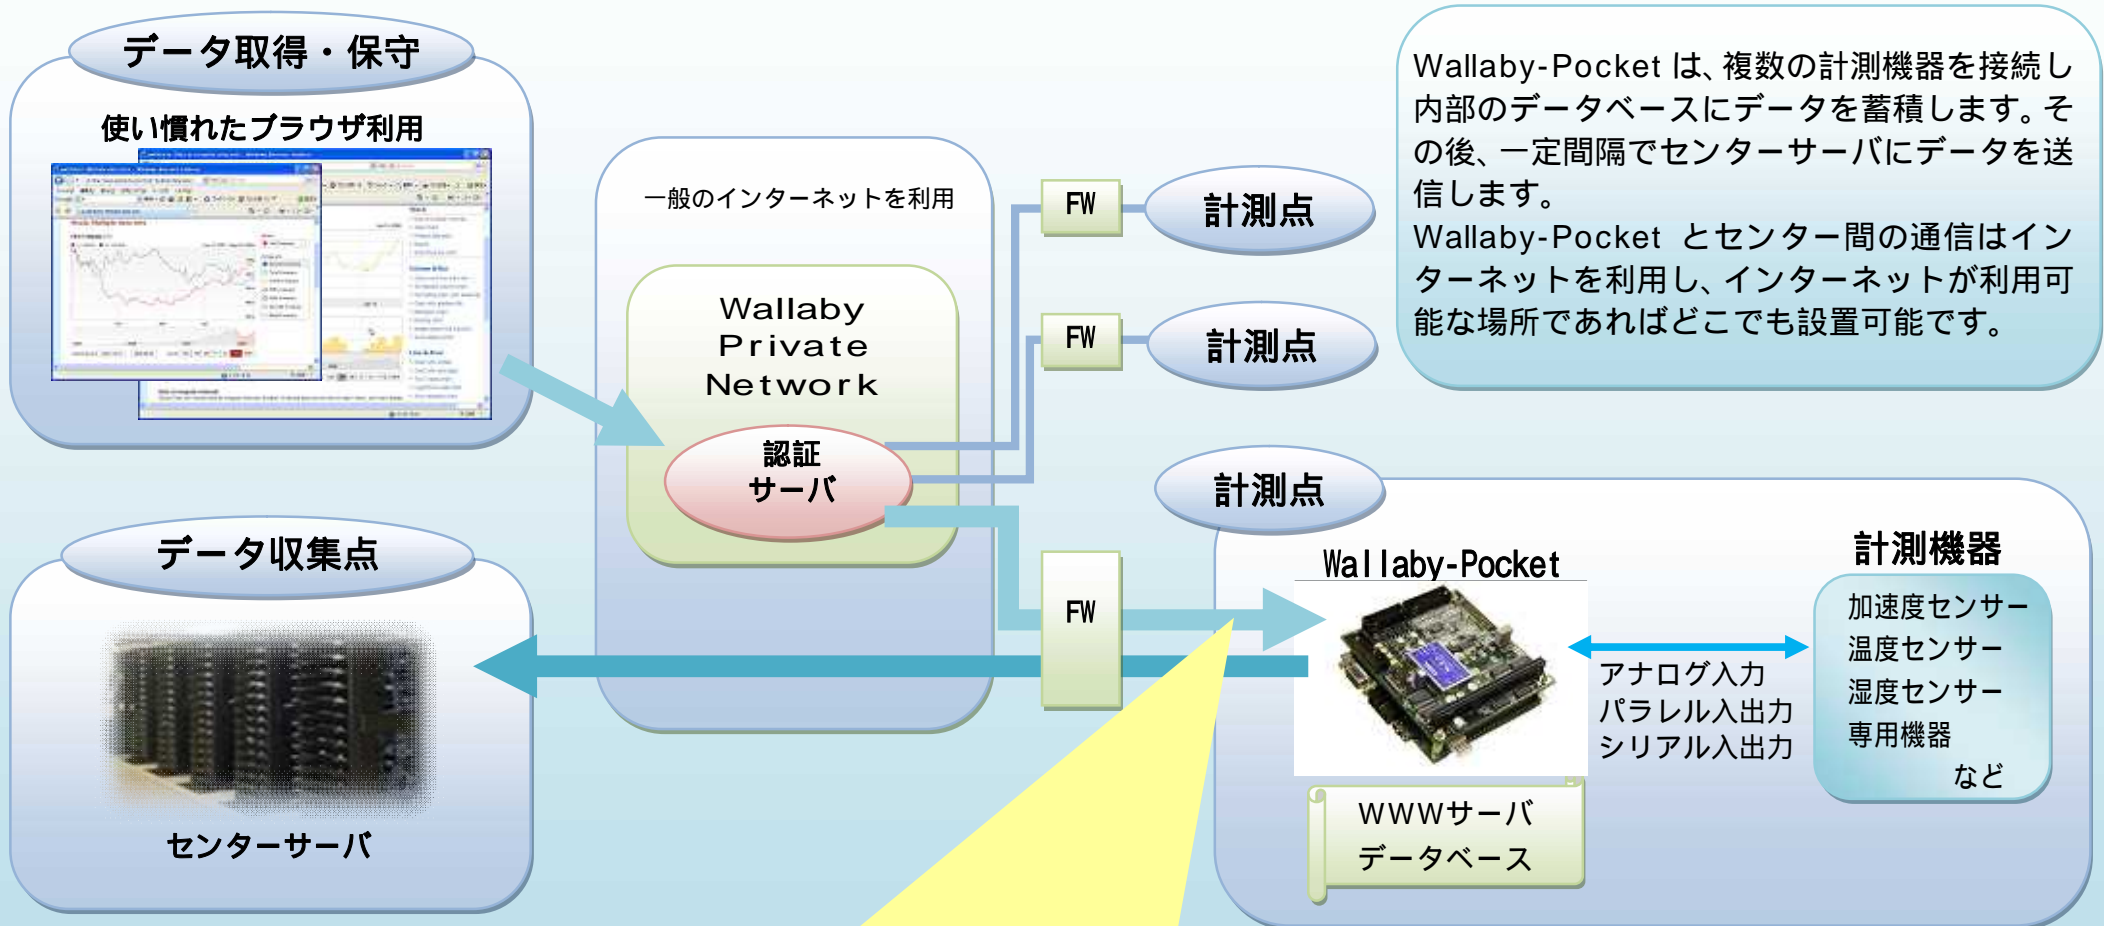 データ取得・保守
使い慣れたブラウザ利用
一般のインターネットを利用
Wallaby
Private
Network
認証
サーバ
FW
計測点
FW
計測点
Wallaby-Pocket は、複数の計測機器を接続し
内部のデータベースにデータを蓄積します。そ
の後、一定間隔でセンターサーバにデータを送
信します。
Wallaby-Pocket とセンター間の通信はイン
ターネットを利用し、インターネットが利用可
能な場所であればどこでも設置可能です。
データ収集点
センターサーバ
FW
計測点
Wallaby-Pocket
WWWサーバ
データベース
アナログ入力
パラレル入出力
シリアル入出力
計測機器
加速度センサー
温度センサー
湿度センサー
専用機器
など